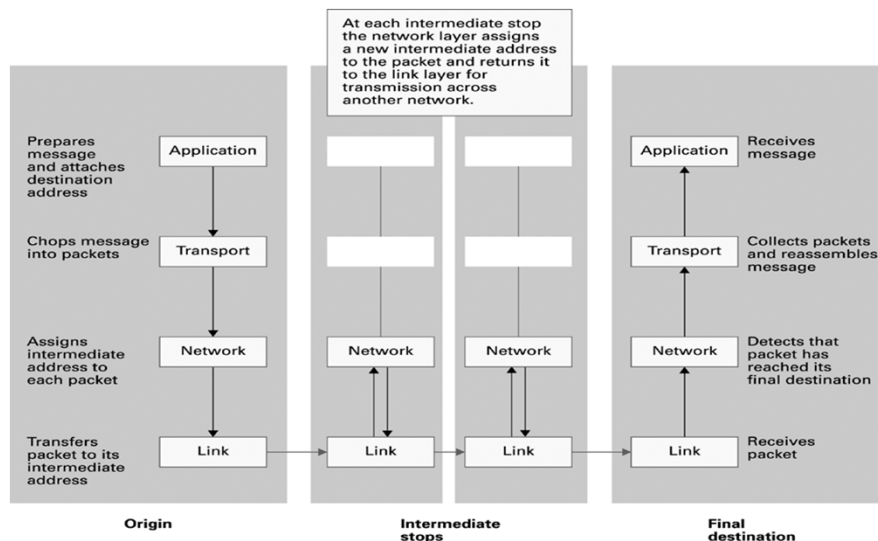 At each intermediate stop
the network layer assigns
a new intermediate address
to the packet and returns it
to the link layer for
transmission across
another network.
Prepares
message
and attaches
destination
address
Application
Application
Receives
message
Chops message
into packets
Transport
Transport
Collects packets
and reassembles
message
Assigns
intermediate
address to
each packet
Network
Network
Network
Network
Detects that
packet has
reached its
final destination
Transfers
packet to its
intermediate
address
Link
Link
Link
Link
Receives
packet
Origin
Intermediate
stops
Final
destination